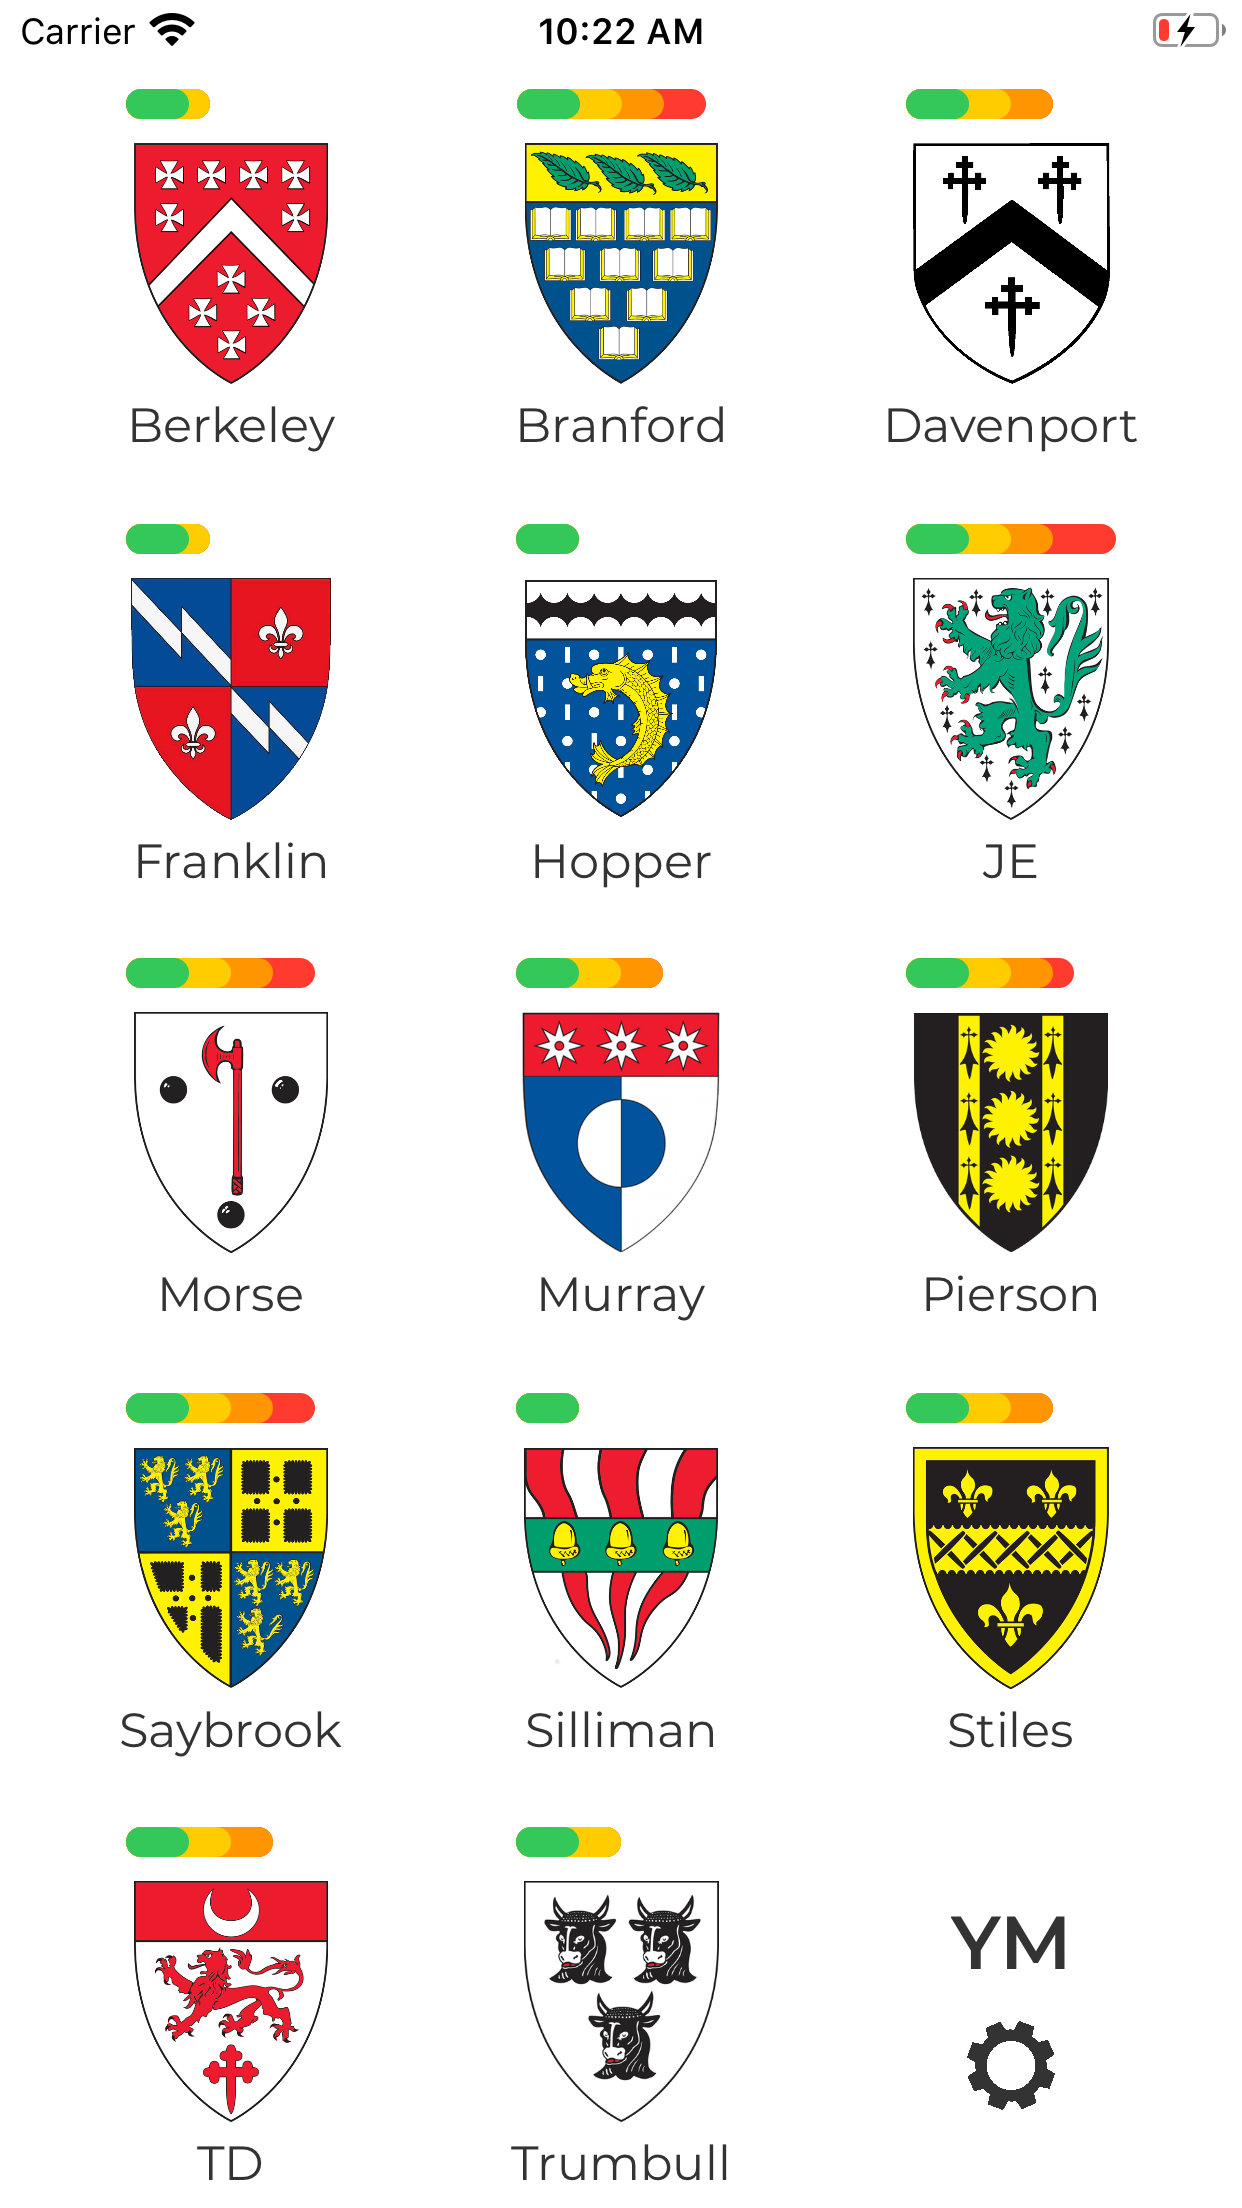 Carrier 10:22 AM
Berkeley Branford Davenport
Franklin Hopper JE
Morse Murray Pierson
Saybrook Silliman Stiles
YM
TD Trumbull